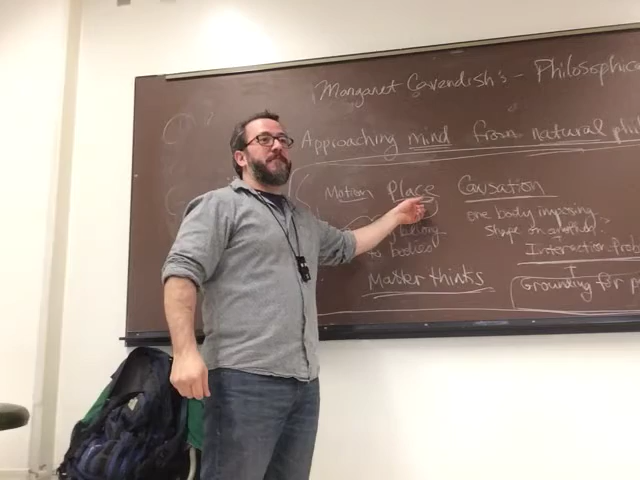 Margaret Cavendish's - Philosophica
Approaching mind from natural phil
Motion Place Causation
belong
to bodies
one body imposing
shape on another.
Interaction Prob
Matter thinks
Grounding for p